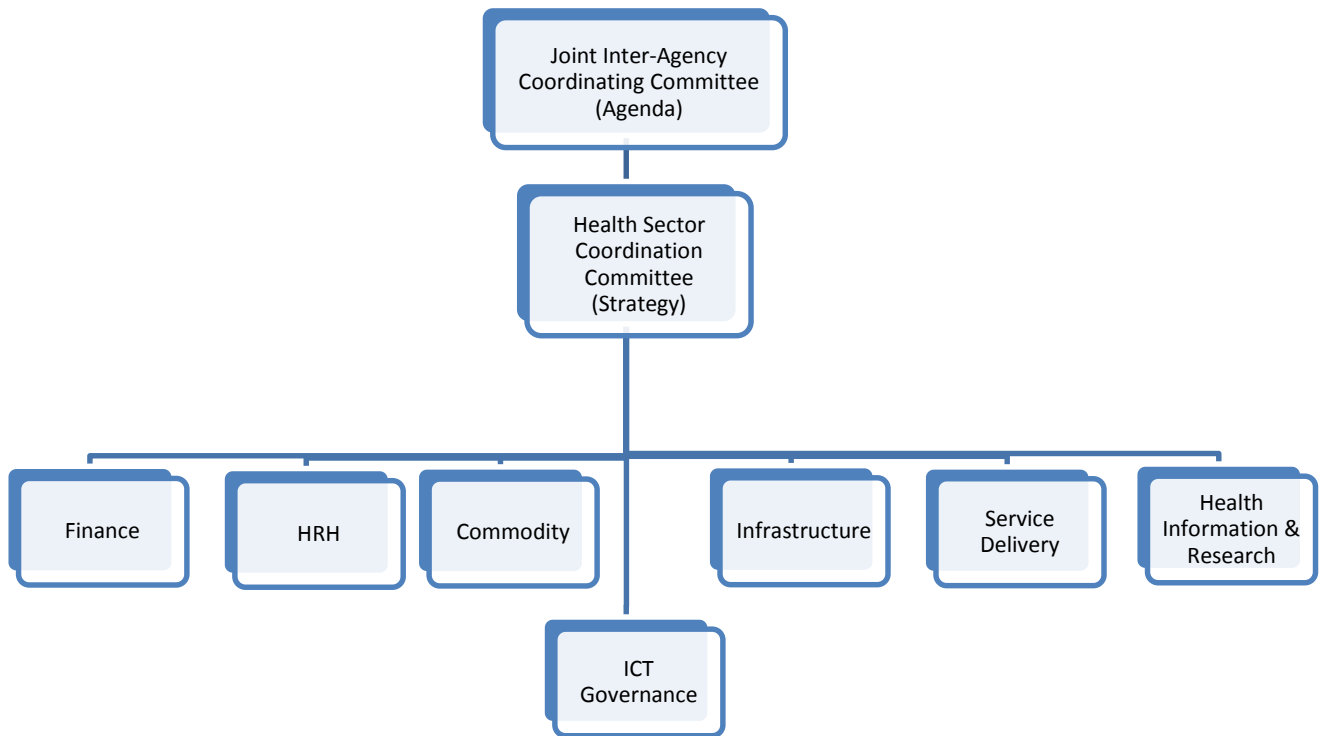 Joint Inter-Agency
Coordinating Committee
(Agenda)
Health Sector
Coordination
Committee
(Strategy)
Finance
HRH
Commodity
Infrastructure
Service
Delivery
Health
Information &
Research
ICT
Governance